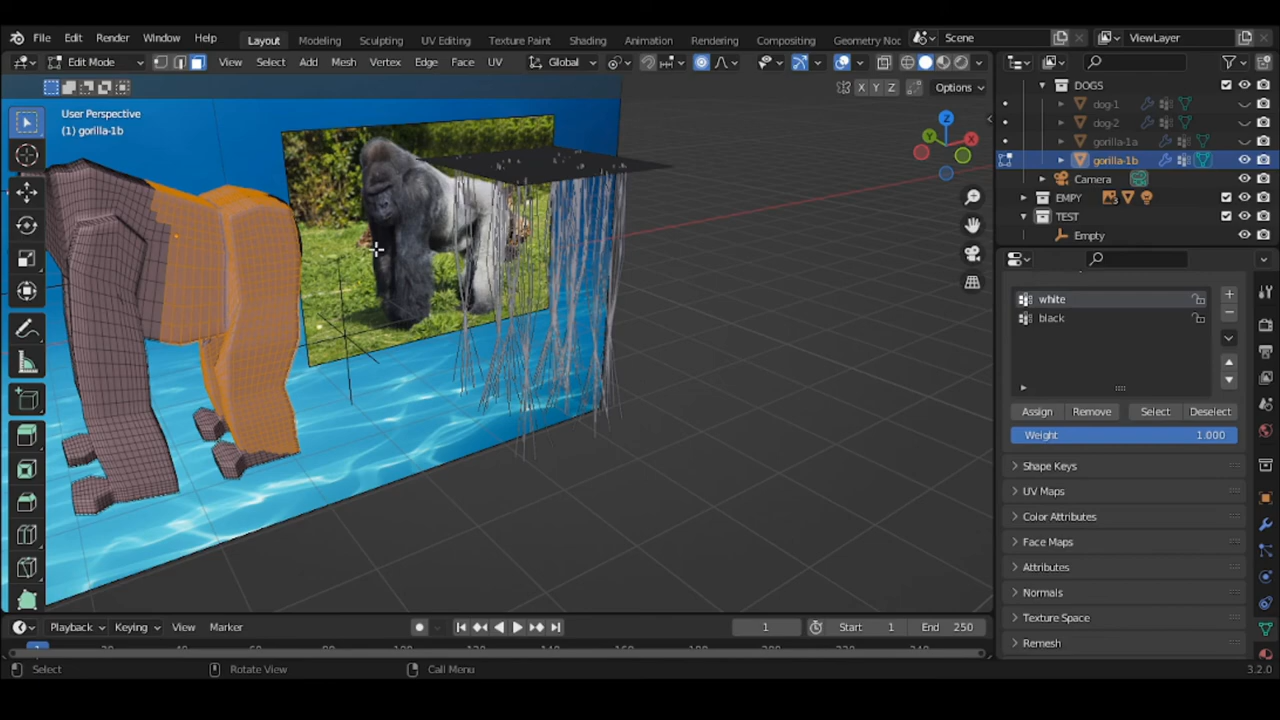 File Edit Render Window Help Layout Modeling Sculpting UV Editing Texture Paint Shading Animation Rendering Compositing Geometry Noc Scene ViewLayer
Edit Mode View Select Add Mesh Vertex Edge Face UV Global
X Y Z Options
User Perspective
(1) gorilla-1b
Z
Y X
DOGS
dog-1
dog-2
gorilla-1a
gorilla-1b
Camera
EMPY
TEST
Empty
white
black
Assign Remove Select Deselect
Weight 1.000
Shape Keys
UV Maps
Color Attributes
Face Maps
Attributes
Normals
Texture Space
Remesh
Playback Keying View Marker 1 Start 1 End 250
Select Rotate View Call Menu 3.2.0